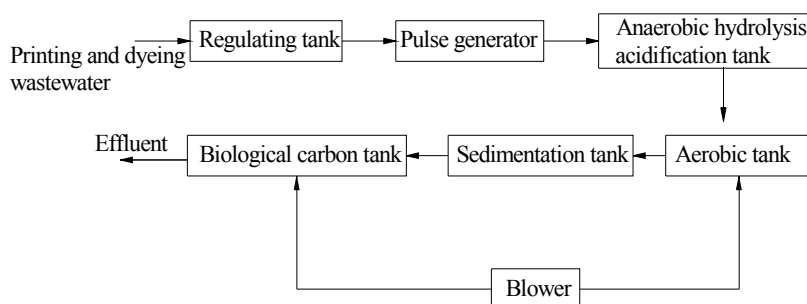 Printing and dyeing
wastewater
Regulating tank
Pulse generator
Anaerobic hydrolysis
acidification tank
Effluent
Biological carbon tank
Sedimentation tank
Aerobic tank
Blower